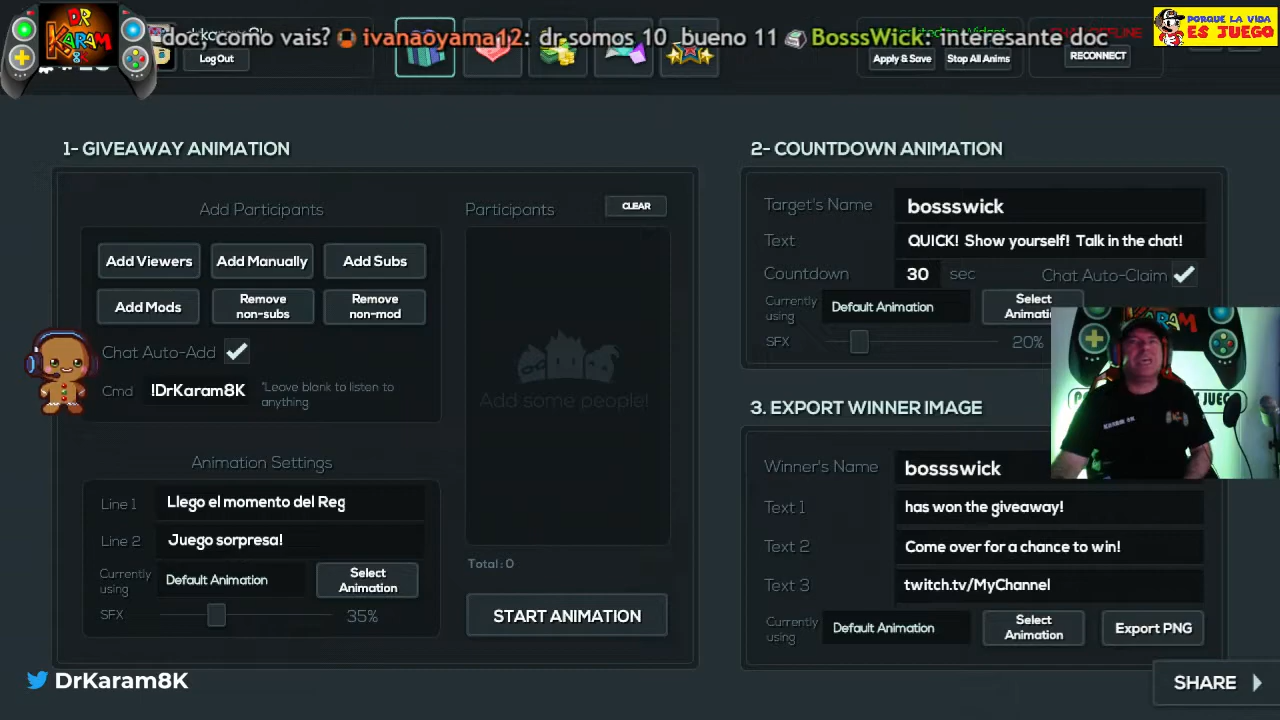 DR KARAM 8K
doc, como vais? ivanaoyama12: dr somos 10 bueno 11 BosssWick: interesante doc
PORQUE LA VIDA
ES JUEGO
Log Out
Apply & Save
Stop All Anims
RECONNECT
1- GIVEAWAY ANIMATION
Add Participants
Add Viewers
Add Manually
Add Subs
Add Mods
Remove
non-subs
Remove
non-mod
Chat Auto-Add
Cmd !DrKaram8K
*Leave blank to listen to
anything
Participants
CLEAR
Add some people!
Total: 0
START ANIMATION
Animation Settings
Line 1 Llego el momento del Reg
Line 2 Juego sorpresa!
Currently
using
Default Animation
Select
Animation
SFX 35%
2- COUNTDOWN ANIMATION
Target's Name bossswick
Text QUICK! Show yourself! Talk in the chat!
Countdown 30 sec
Chat Auto-Claim
Currently
using
Default Animation
Select
SFX 20%
3. EXPORT WINNER IMAGE
Winner's Name bossswick
Text 1 has won the giveaway!
Text 2 Come over for a chance to win!
Text 3 twitch.tv/MyChannel
Currently
using
Default Animation
Select
Animation
Export PNG
DrKaram8K
SHARE